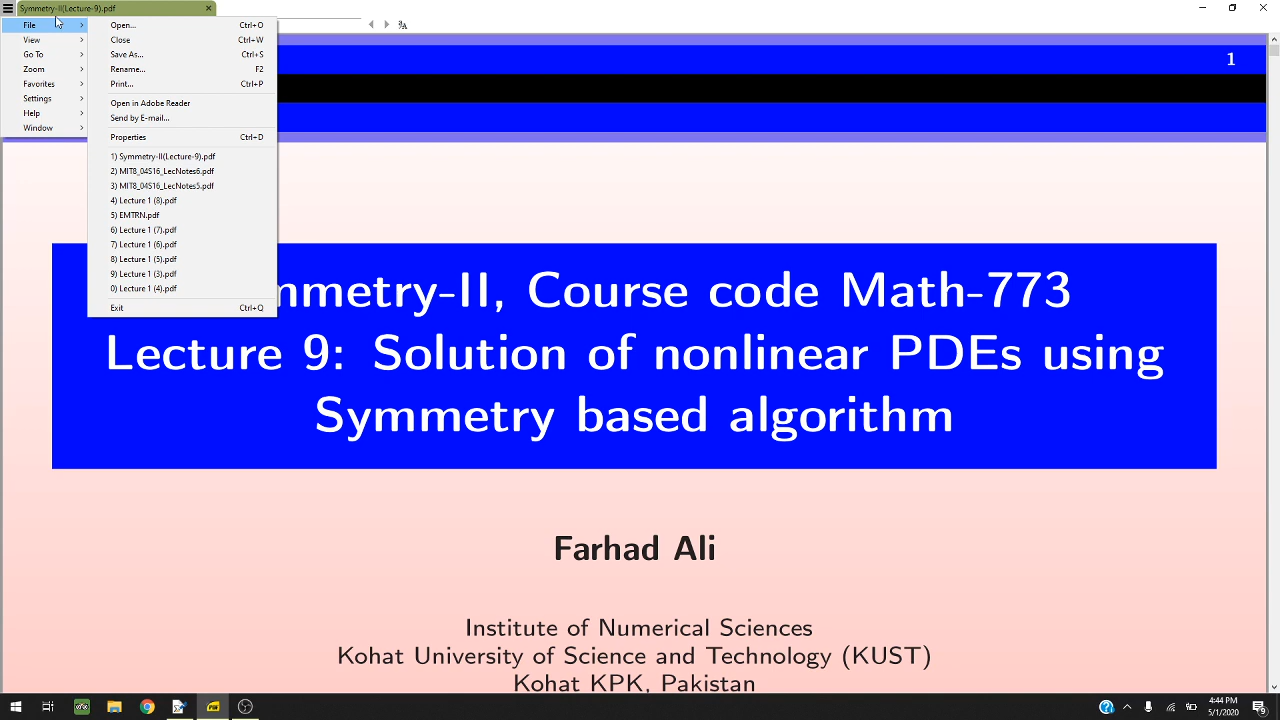 Symmetry-II(Lecture-9).pdf
File
View
Go To
Zoom
Favorites
Settings
Help
Window
Open... Ctrl+O
Close Ctrl+W
Save As... Ctrl+S
Rename... F2
Print... Ctrl+P
Open in Adobe Reader
Send by E-mail...
Properties Ctrl+D
1) Symmetry-II(Lecture-9).pdf
2) MIT8_04S16_LecNotes6.pdf
3) MIT8_04S16_LecNotes5.pdf
4) Lecture 1 (8).pdf
5) EMTRN.pdf
6) Lecture 1 (7).pdf
7) Lecture 1 (6).pdf
8) Lecture 1 (5).pdf
9) Lecture 1 (3).pdf
0) Lecture 1 (4).pdf
Exit Ctrl+Q
1
mmetry-II, Course code Math-773
Lecture 9: Solution of nonlinear PDEs using
Symmetry based algorithm
Farhad Ali
Institute of Numerical Sciences
Kohat University of Science and Technology (KUST)
Kohat KPK, Pakistan
4:44 PM
5/1/2020